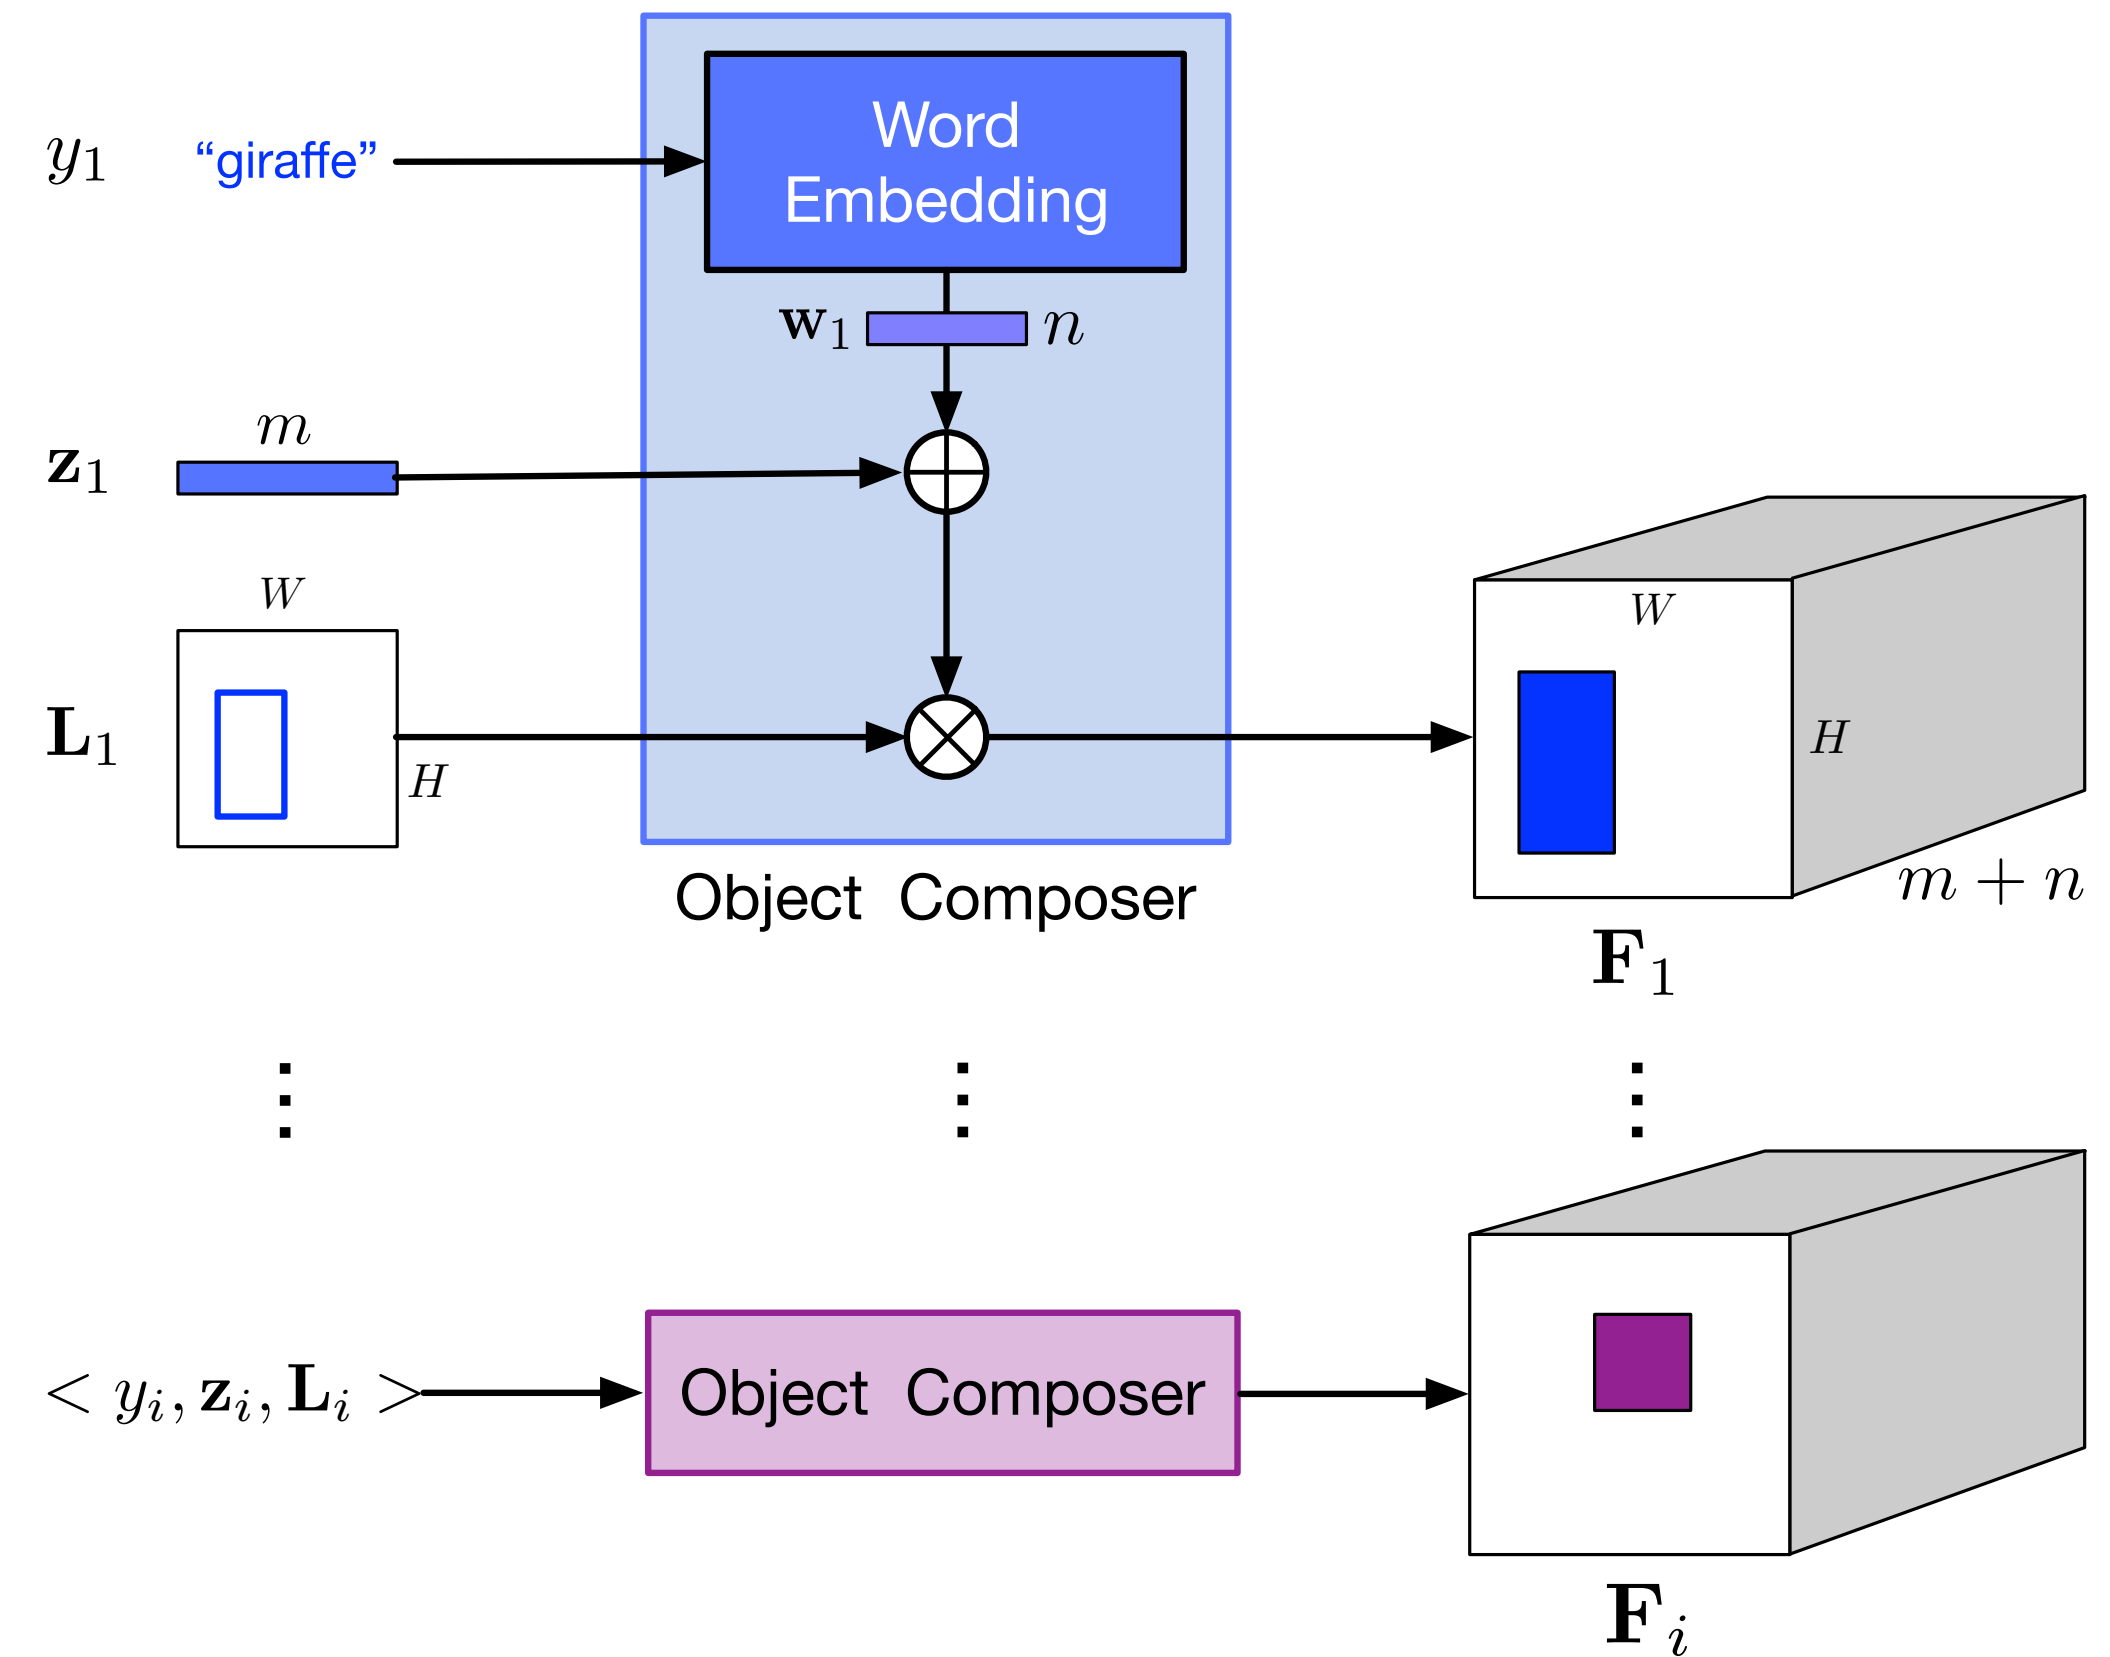 y₁ “giraffe”
Word
Embedding
w₁ n
m
z₁
W
L₁
H
W
H
m + n
Object Composer
F₁
⋮ ⋮ ⋮
< yᵢ, zᵢ, Lᵢ >
Object Composer
Fᵢ